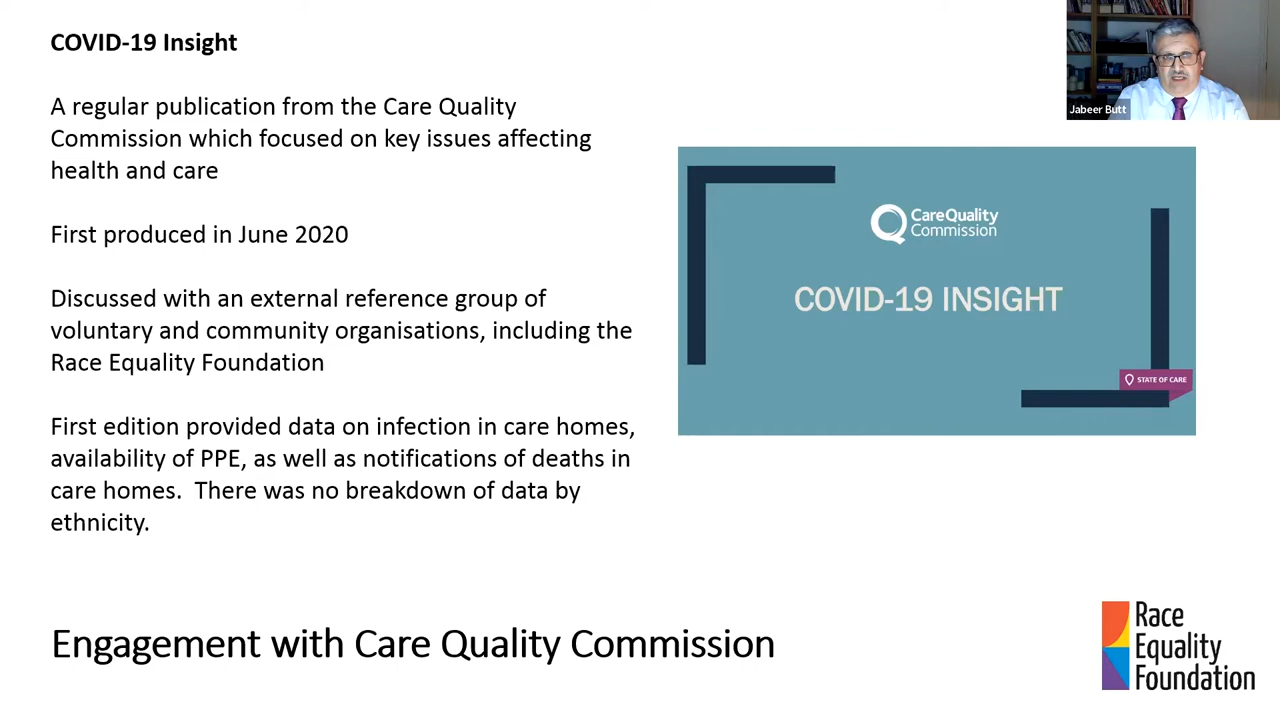 COVID-19 Insight
A regular publication from the Care Quality
Commission which focused on key issues affecting
health and care
First produced in June 2020
Discussed with an external reference group of
voluntary and community organisations, including the
Race Equality Foundation
First edition provided data on infection in care homes,
availability of PPE, as well as notifications of deaths in
care homes.  There was no breakdown of data by
ethnicity.
Engagement with Care Quality Commission
Jabeer Butt
CareQuality
Commission
COVID-19 INSIGHT
STATE OF CARE
Race
Equality
Foundation